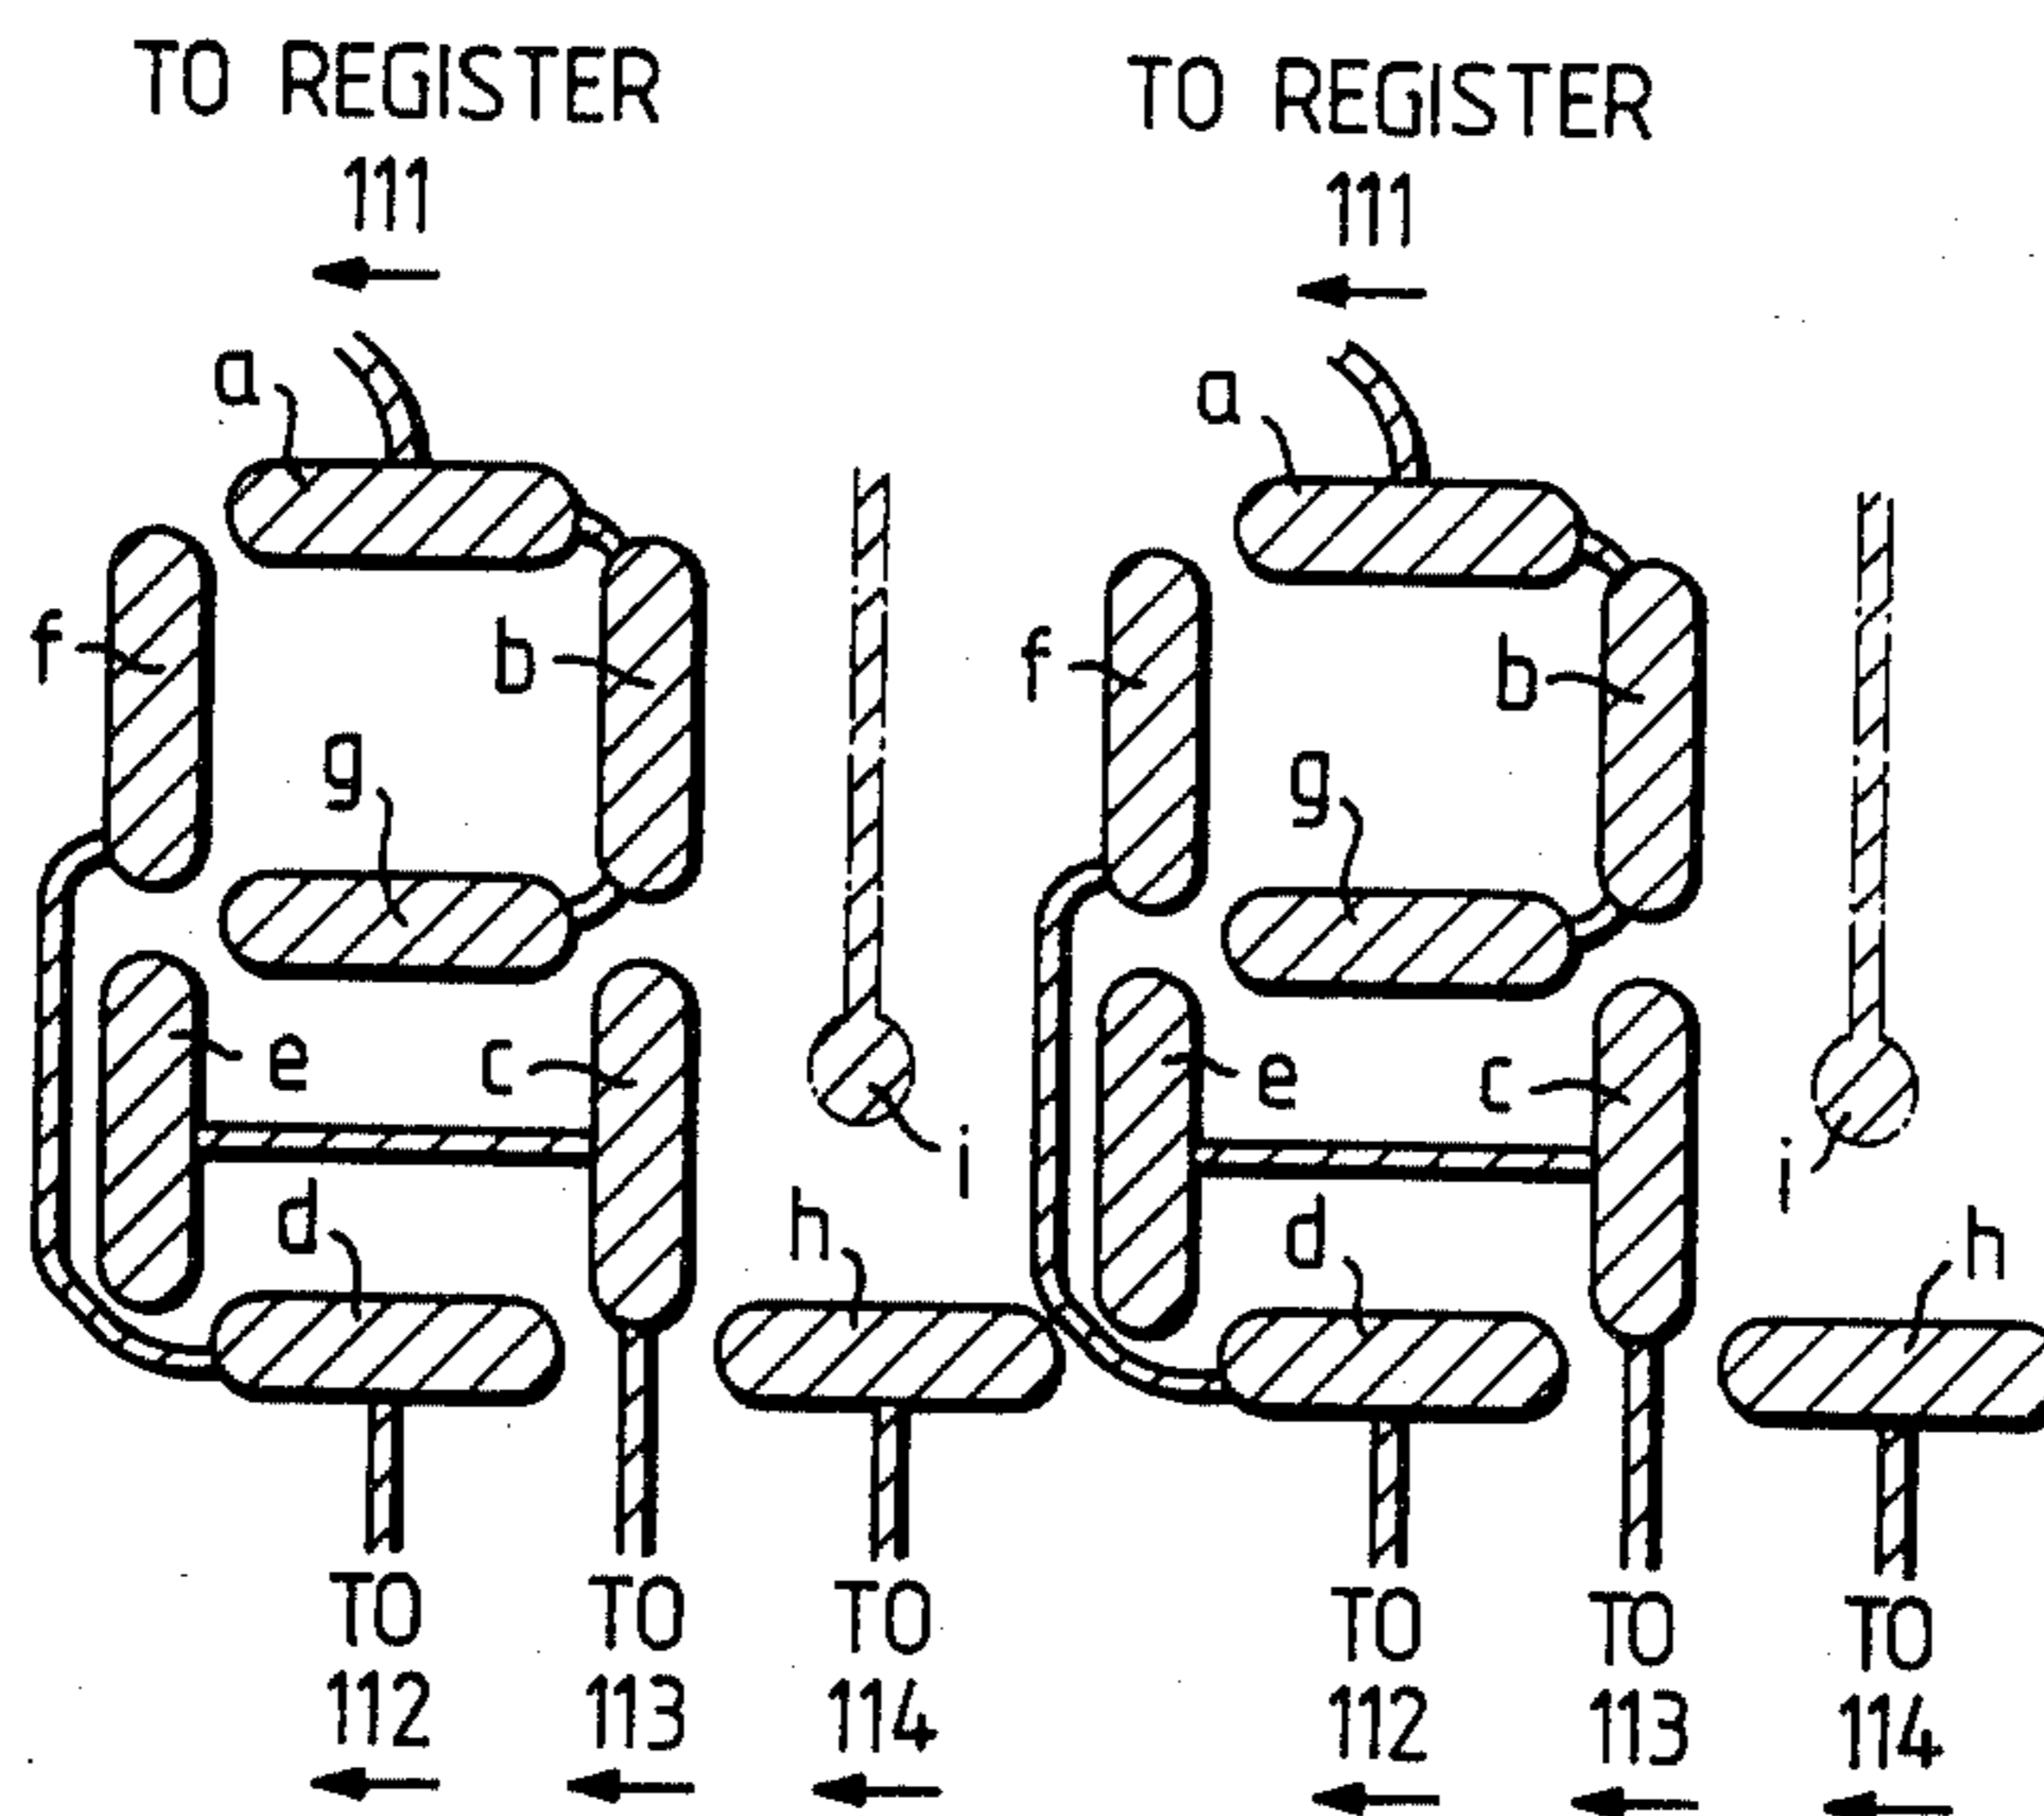 TO REGISTER TO REGISTER
111 111
a a
f b f b
g g
e c e c
i i
d h d h
TO TO TO TO TO TO
112 113 114 112 113 114